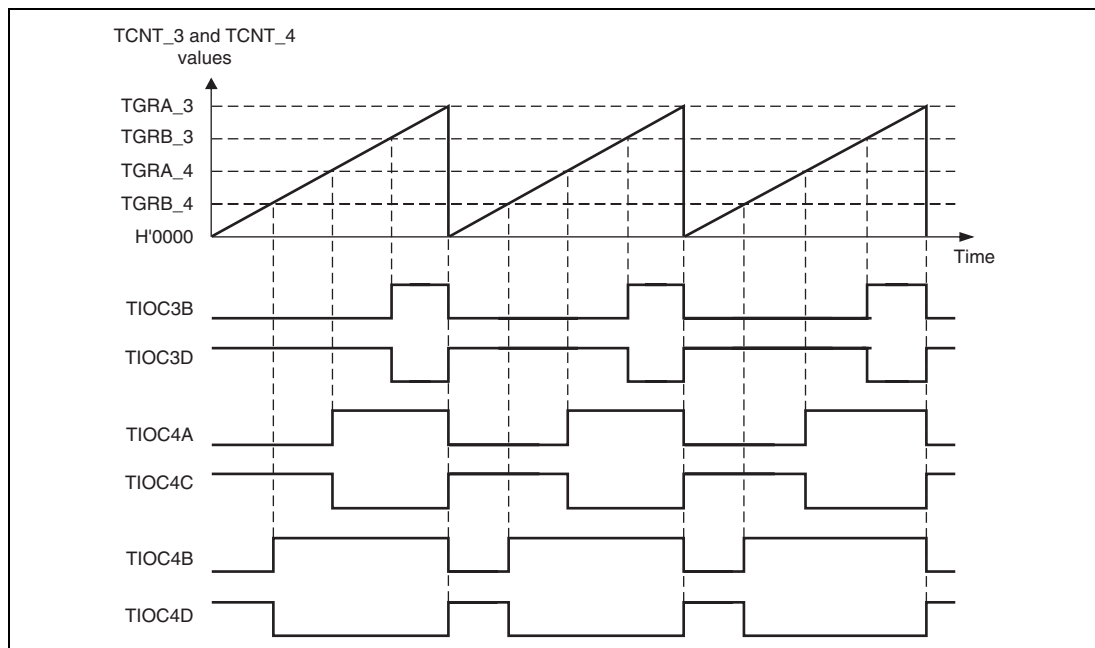 TCNT_3 and TCNT_4
values
TGRA_3
TGRB_3
TGRA_4
TGRB_4
H'0000
Time
TIOC3B
TIOC3D
TIOC4A
TIOC4C
TIOC4B
TIOC4D